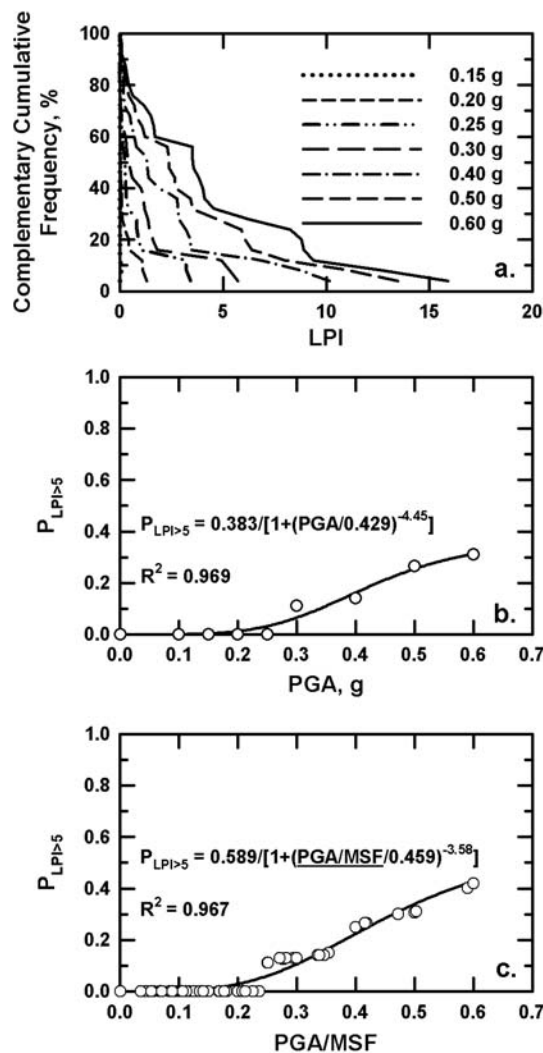 Complementary Cumulative
Frequency, %
100
80
60
40
20
0
0.15 g
0.20 g
0.25 g
0.30 g
0.40 g
0.50 g
0.60 g
a.
0 5 10 15 20
LPI
P_LPI>5
1.0
0.8
0.6
0.4
0.2
0.0
P_LPI>5 = 0.383/[1+(PGA/0.429)^-4.45]
R² = 0.969
b.
0.0 0.1 0.2 0.3 0.4 0.5 0.6 0.7
PGA, g
P_LPI>5
1.0
0.8
0.6
0.4
0.2
0.0
P_LPI>5 = 0.589/[1+(PGA/MSF/0.459)^-3.58]
R² = 0.967
c.
0.0 0.1 0.2 0.3 0.4 0.5 0.6 0.7
PGA/MSF